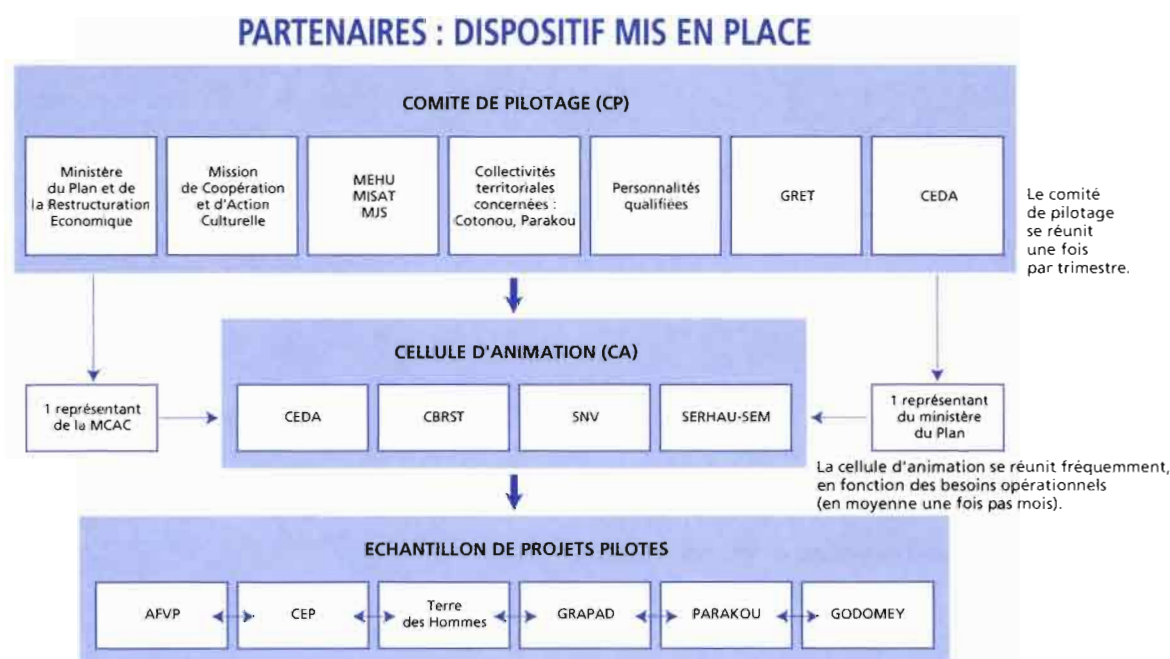 PARTENAIRES : DISPOSITIF MIS EN PLACE
COMITE DE PILOTAGE (CP)
Ministère
du Plan et de
la Restructuration
Economique
Mission
de Coopération
et d'Action
Culturelle
MEHU
MISAT
MJS
Collectivités
territoriales
concernées :
Cotonou, Parakou
Personnalités
qualifiées
GRET
CEDA
Le comité
de pilotage
se réunit
une fois
par trimestre.
CELLULE D'ANIMATION (CA)
1 représentant
de la MCAC
CEDA
CBRST
SNV
SERHAU-SEM
1 représentant
du ministère
du Plan
La cellule d'animation se réunit fréquemment,
en fonction des besoins opérationnels
(en moyenne une fois pas mois).
ECHANTILLON DE PROJETS PILOTES
AFVP
CEP
Terre
des Hommes
GRAPAD
PARAKOU
GODOMEY